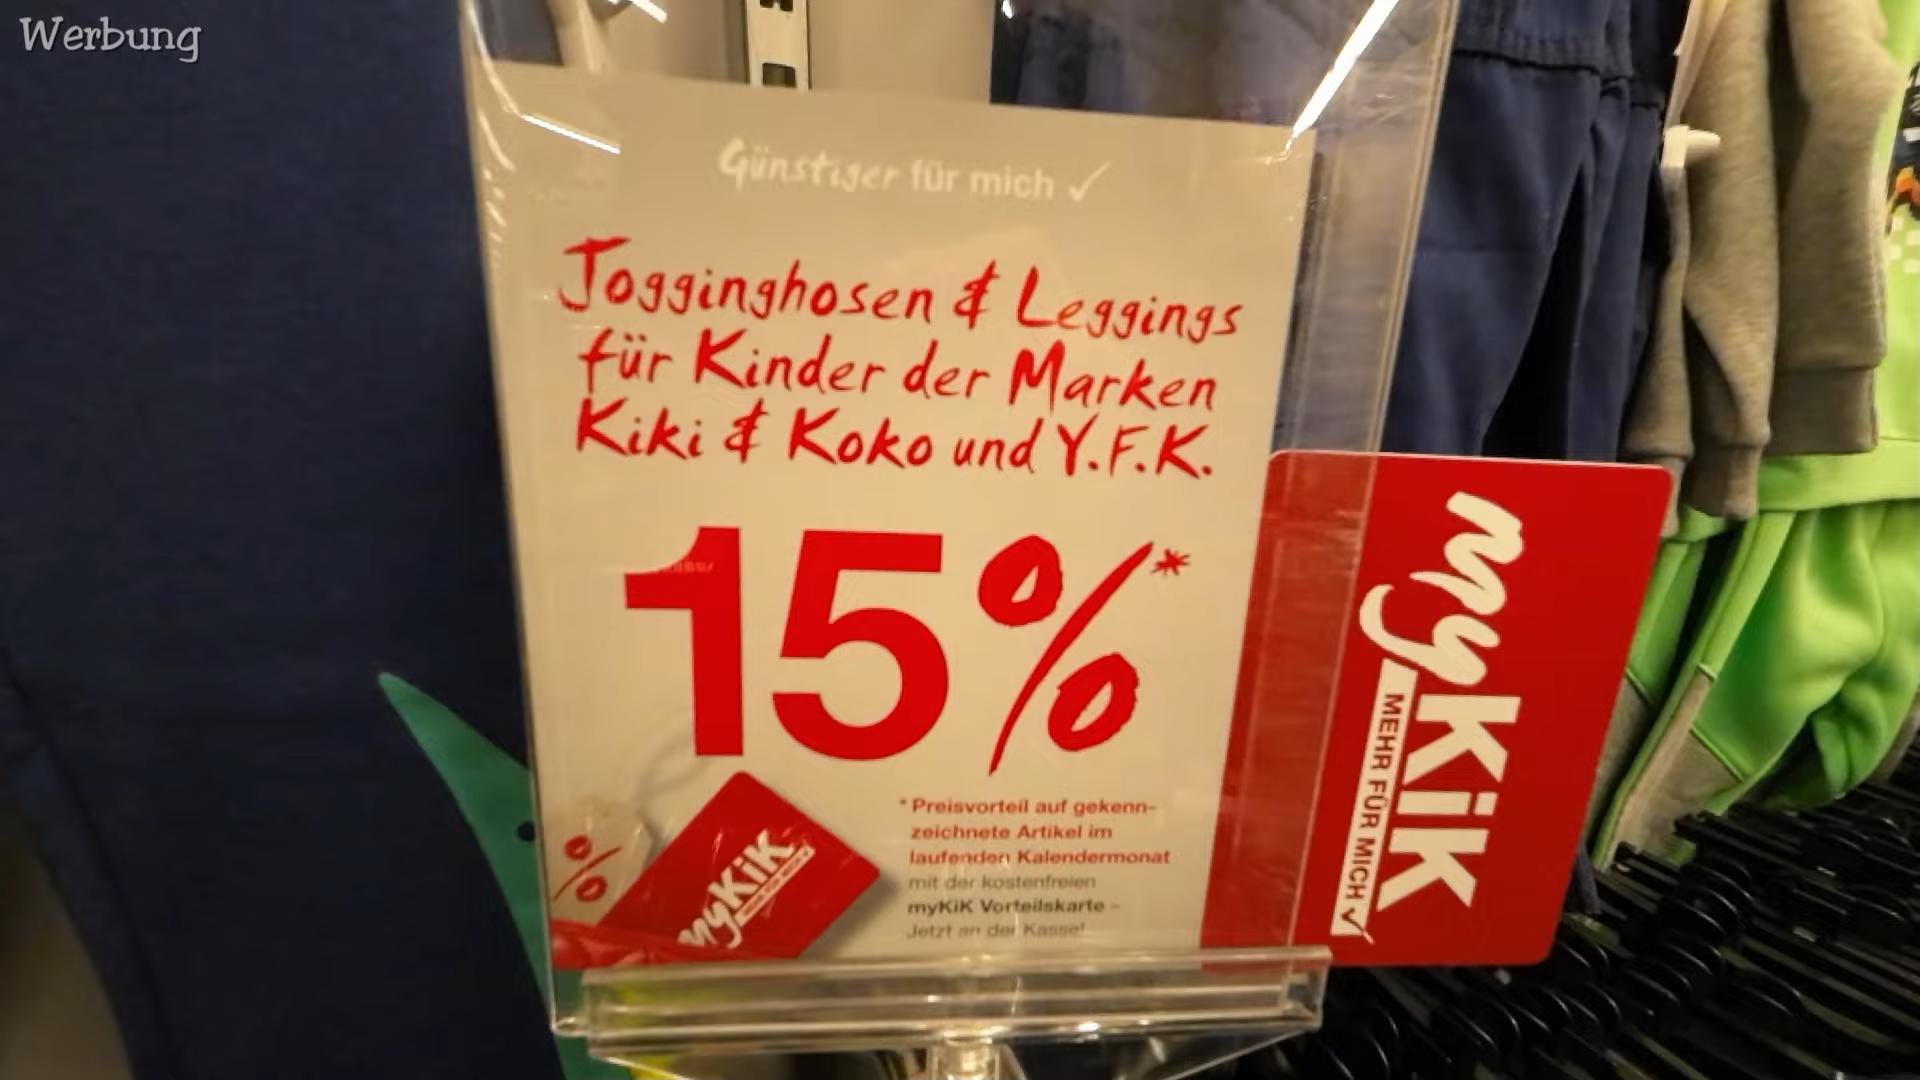 Werbung
Günstiger für mich ✓
Jogginghosen & Leggings
für Kinder der Marken
Kiki & Koko und Y.F.K.
15%*
* Preisvorteil auf gekenn-
zeichnete Artikel im
laufenden Kalendermonat
mit der kostenfreien
myKiK Vorteilskarte –
Jetzt an der Kasse!
%
myKiK
myKiK
MEHR FÜR MICH ✓